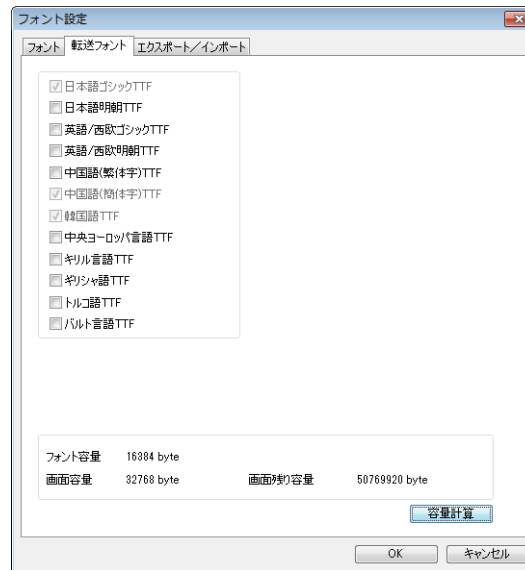 フォント設定
フォント 転送フォント エクスポート／インポート
日本語ゴシックTTF
日本語明朝TTF
英語/西欧ゴシックTTF
英語/西欧明朝TTF
中国語(繁体字)TTF
中国語(簡体字)TTF
韓国語TTF
中央ヨーロッパ言語TTF
キリル言語TTF
ギリシャ語TTF
トルコ語TTF
バルト言語TTF
フォント容量 16384 byte
画面容量 32768 byte 画面残り容量 50769920 byte
容量計算
OK キャンセル